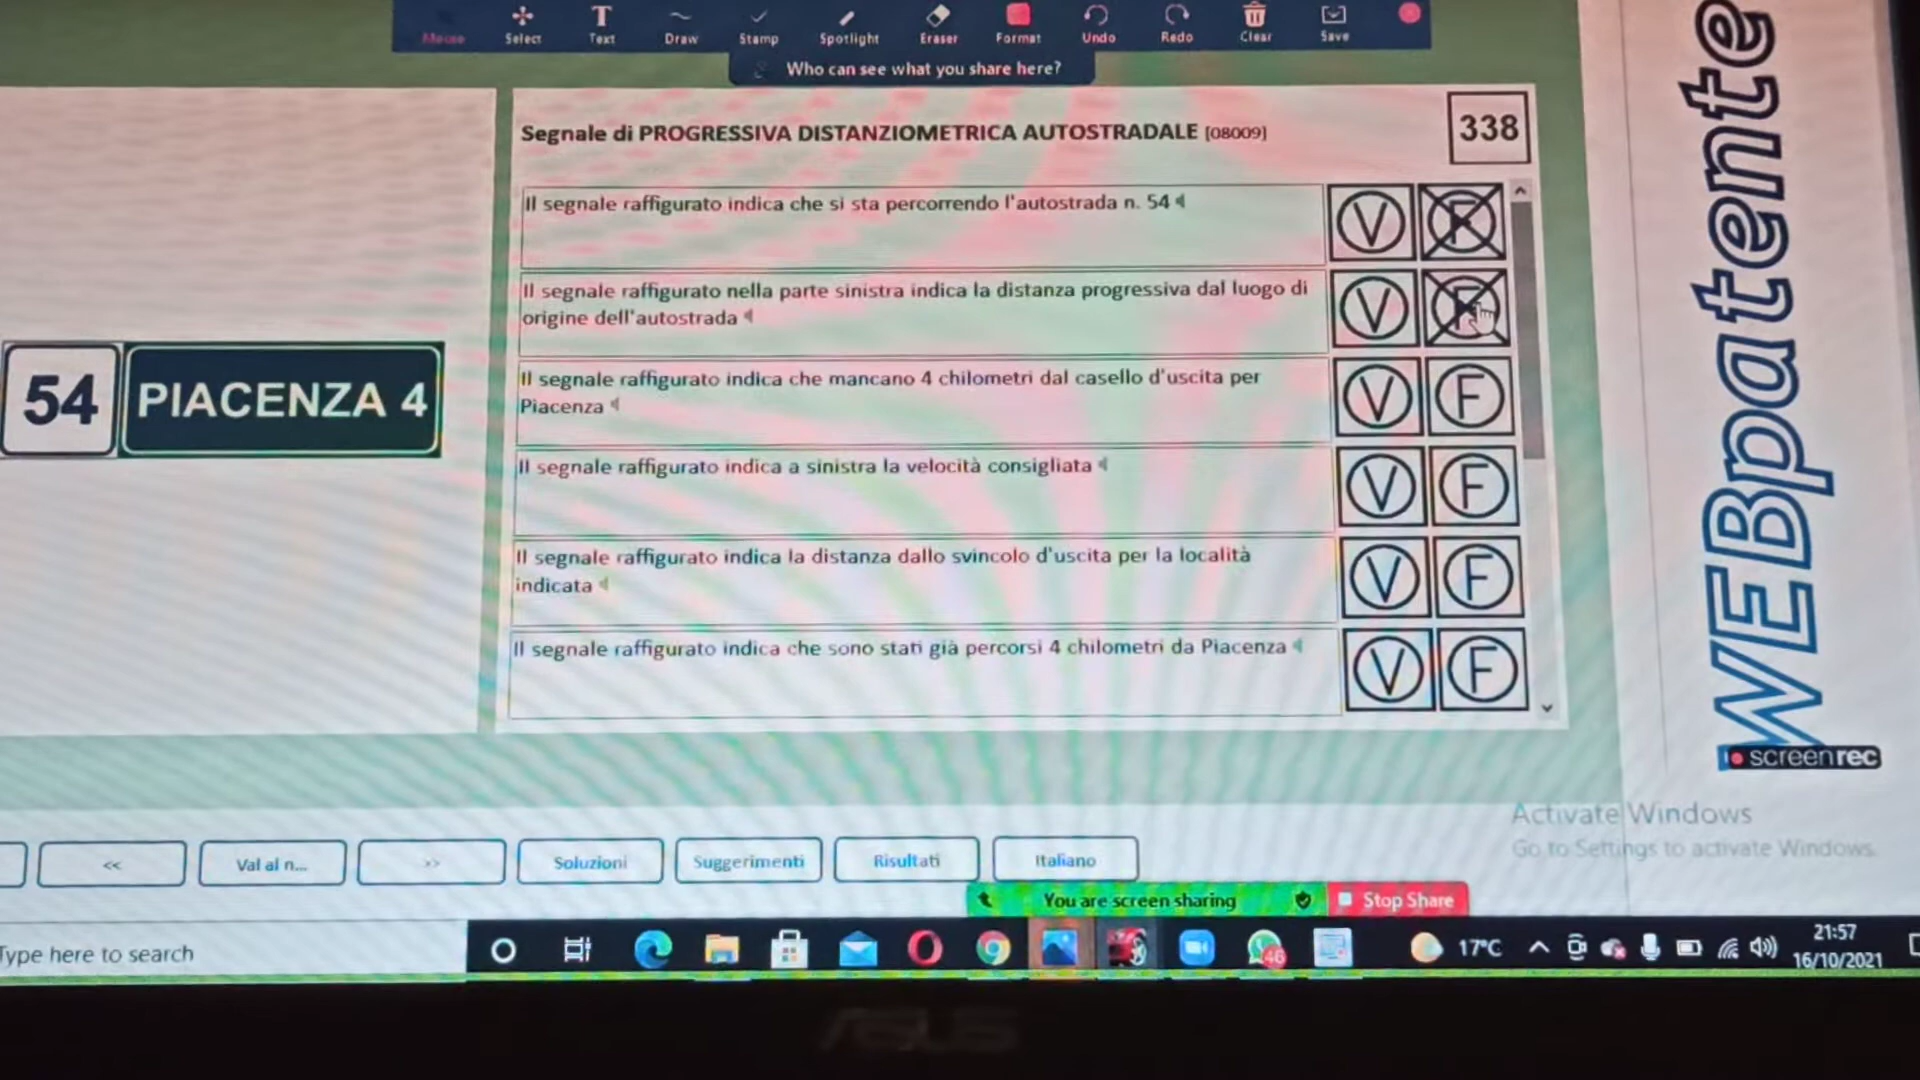 Mouse Select Text Draw Stamp Spotlight Eraser Format Undo Redo Clear Save
Who can see what you share here?
Segnale di PROGRESSIVA DISTANZIOMETRICA AUTOSTRADALE [08009]
338
Il segnale raffigurato indica che si sta percorrendo l'autostrada n. 54
V F
Il segnale raffigurato nella parte sinistra indica la distanza progressiva dal luogo di
origine dell'autostrada
V F
54 PIACENZA 4
Il segnale raffigurato indica che mancano 4 chilometri dal casello d'uscita per
Piacenza
V F
Il segnale raffigurato indica a sinistra la velocità consigliata
V F
Il segnale raffigurato indica la distanza dallo svincolo d'uscita per la località
indicata
V F
Il segnale raffigurato indica che sono stati già percorsi 4 chilometri da Piacenza
V F
WEBpatente
screenrec
Activate Windows
Go to Settings to activate Windows.
<< Val al n... >> Soluzioni Suggerimenti Risultati Italiano
You are screen sharing Stop Share
Type here to search
46
17°C
21:57
16/10/2021
ASUS